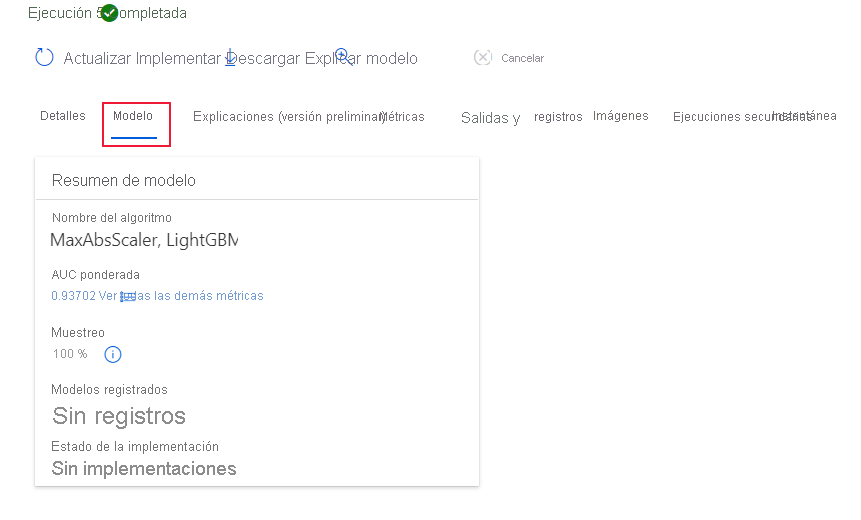 Ejecución 5 Completada
Actualizar Implementar Descargar Explicar modelo Cancelar
Detalles Modelo Explicaciones (versión preliminar) Métricas Salidas y registros Imágenes Ejecuciones secundarias Instantánea
Resumen de modelo
Nombre del algoritmo
MaxAbsScaler, LightGBM
AUC ponderada
0.93702 Ver todas las demás métricas
Muestreo
100 %
Modelos registrados
Sin registros
Estado de la implementación
Sin implementaciones